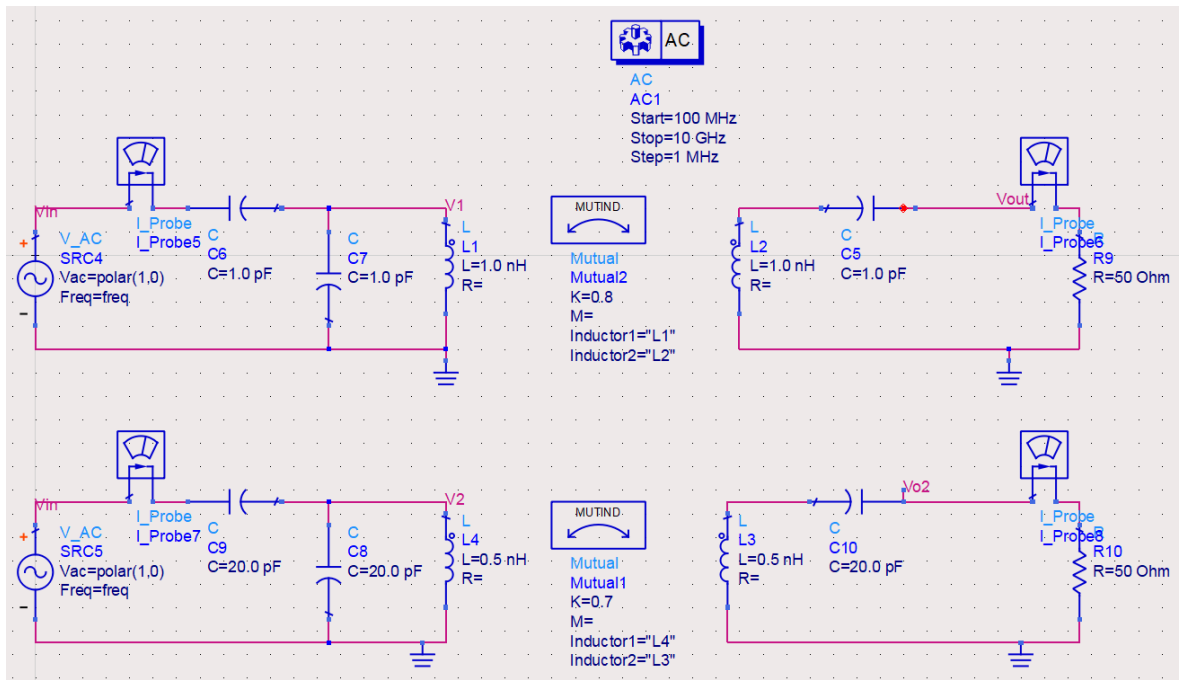 AC
AC
AC1
Start=100 MHz
Stop=10 GHz
Step=1 MHz
Vin
I_Probe
I_Probe5
V_AC
SRC4
Vac=polar(1,0)
Freq=freq
C
C6
C=1.0 pF
C
C7
C=1.0 pF
V1
L
L1
L=1.0 nH
R=
MUTIND
Mutual
Mutual2
K=0.8
M=
Inductor1="L1"
Inductor2="L2"
L
L2
L=1.0 nH
R=
C
C5
C=1.0 pF
Vout
I_Probe
I_Probe6
R
R9
R=50 Ohm
Vin
I_Probe
I_Probe7
V_AC
SRC5
Vac=polar(1,0)
Freq=freq
C
C9
C=20.0 pF
C
C8
C=20.0 pF
V2
L
L4
L=0.5 nH
R=
MUTIND
Mutual
Mutual1
K=0.7
M=
Inductor1="L4"
Inductor2="L3"
L
L3
L=0.5 nH
R=
C
C10
C=20.0 pF
Vo2
I_Probe
I_Probe8
R
R10
R=50 Ohm